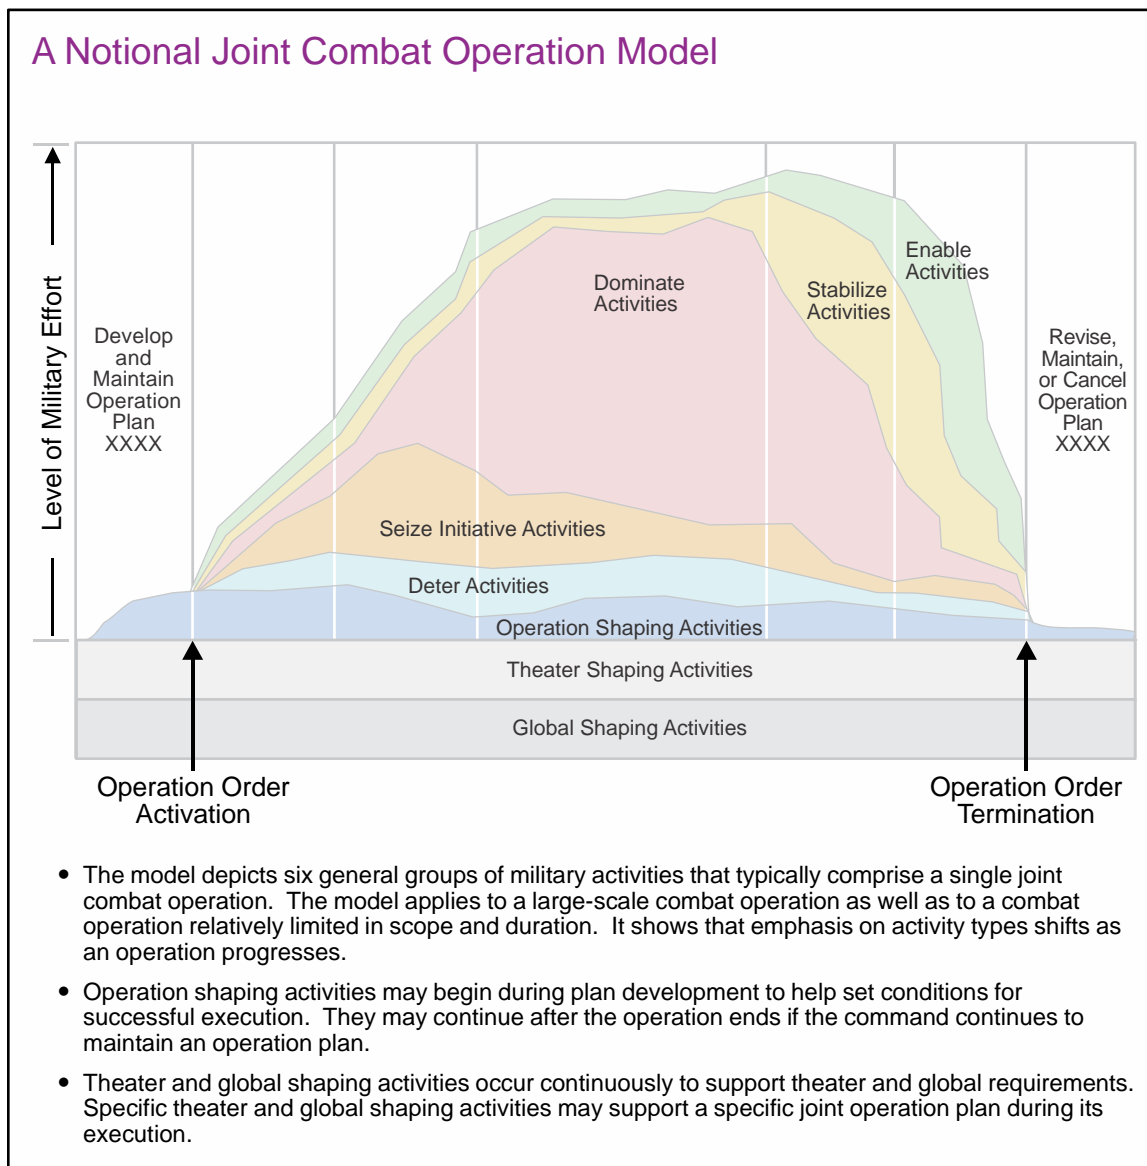 A Notional Joint Combat Operation Model
Level of Military Effort
Develop
and
Maintain
Operation
Plan
XXXX
Dominate
Activities
Stabilize
Activities
Enable
Activities
Revise,
Maintain,
or Cancel
Operation
Plan
XXXX
Seize Initiative Activities
Deter Activities
Operation Shaping Activities
Theater Shaping Activities
Global Shaping Activities
Operation Order
Activation
Operation Order
Termination
• The model depicts six general groups of military activities that typically comprise a single joint
combat operation. The model applies to a large-scale combat operation as well as to a combat
operation relatively limited in scope and duration. It shows that emphasis on activity types shifts as
an operation progresses.
• Operation shaping activities may begin during plan development to help set conditions for
successful execution. They may continue after the operation ends if the command continues to
maintain an operation plan.
• Theater and global shaping activities occur continuously to support theater and global requirements.
Specific theater and global shaping activities may support a specific joint operation plan during its
execution.